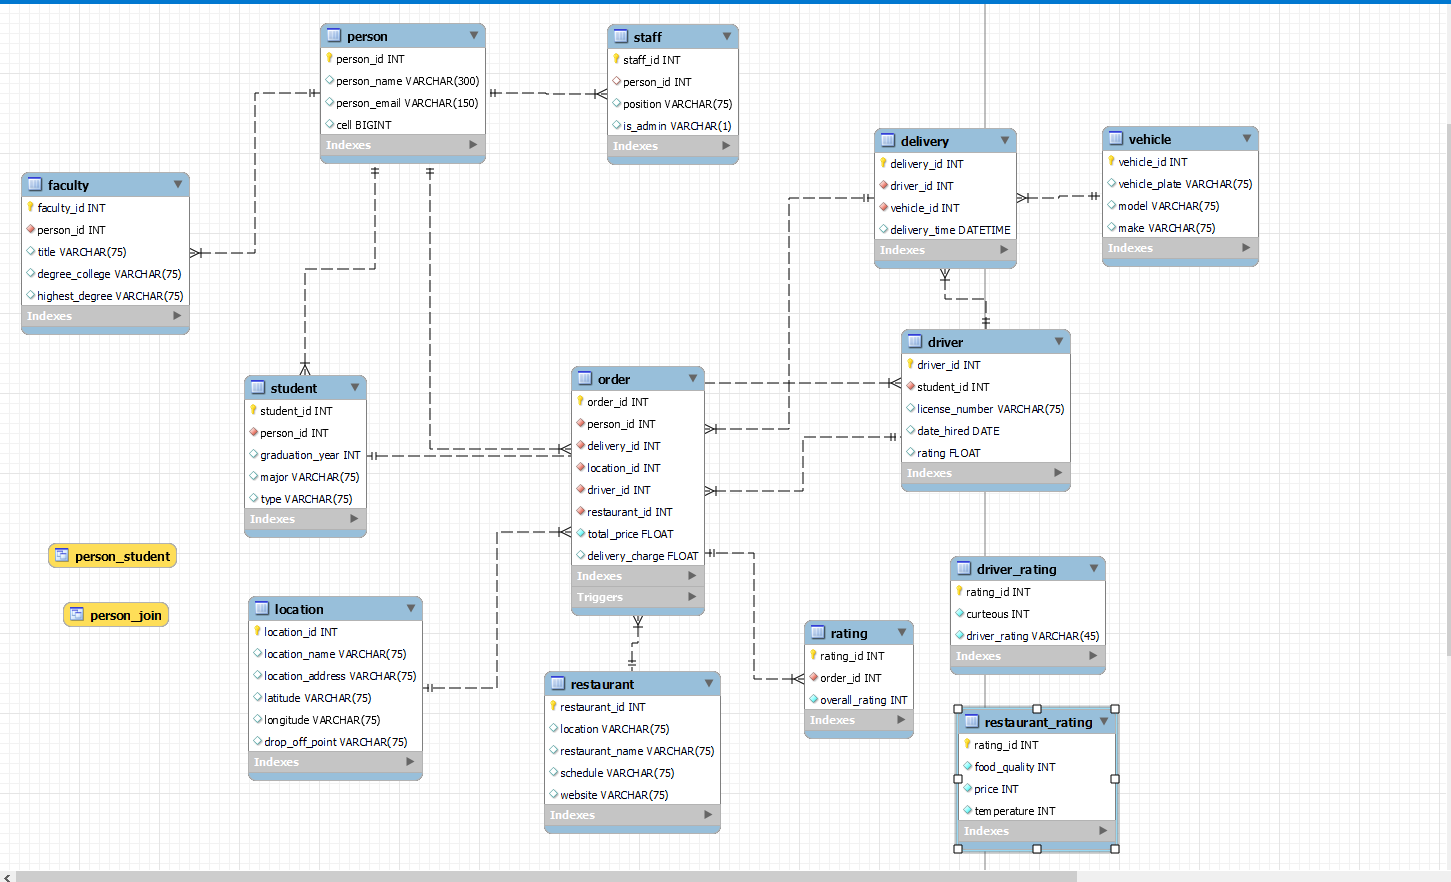 person
person_id INT
person_name VARCHAR(300)
person_email VARCHAR(150)
cell BIGINT
Indexes
staff
staff_id INT
person_id INT
position VARCHAR(75)
is_admin VARCHAR(1)
Indexes
delivery
delivery_id INT
driver_id INT
vehicle_id INT
delivery_time DATETIME
Indexes
vehicle
vehicle_id INT
vehicle_plate VARCHAR(75)
model VARCHAR(75)
make VARCHAR(75)
Indexes
faculty
faculty_id INT
person_id INT
title VARCHAR(75)
degree_college VARCHAR(75)
highest_degree VARCHAR(75)
Indexes
student
student_id INT
person_id INT
graduation_year INT
major VARCHAR(75)
type VARCHAR(75)
Indexes
order
order_id INT
person_id INT
delivery_id INT
location_id INT
driver_id INT
restaurant_id INT
total_price FLOAT
delivery_charge FLOAT
Indexes
Triggers
driver
driver_id INT
student_id INT
license_number VARCHAR(75)
date_hired DATE
rating FLOAT
Indexes
person_student
person_join
location
location_id INT
location_name VARCHAR(75)
location_address VARCHAR(75)
latitude VARCHAR(75)
longitude VARCHAR(75)
drop_off_point VARCHAR(75)
Indexes
restaurant
restaurant_id INT
location VARCHAR(75)
restaurant_name VARCHAR(75)
schedule VARCHAR(75)
website VARCHAR(75)
Indexes
rating
rating_id INT
order_id INT
overall_rating INT
Indexes
driver_rating
rating_id INT
curteous INT
driver_rating VARCHAR(45)
Indexes
restaurant_rating
rating_id INT
food_quality INT
price INT
temperature INT
Indexes